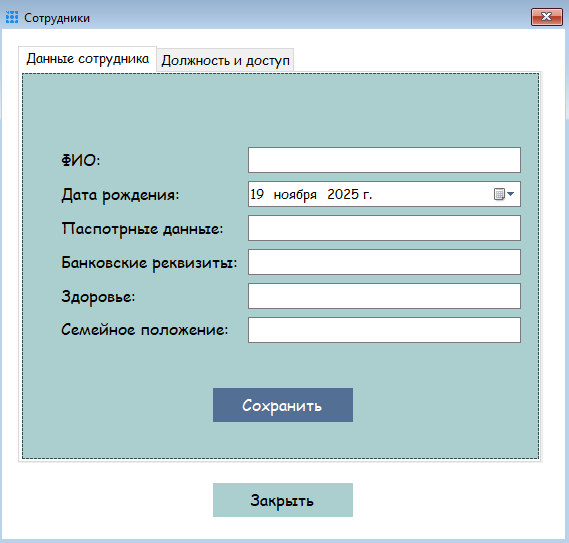 Сотрудники
Данные сотрудника
Должность и доступ
ФИО:
Дата рождения:
19 ноября 2025 г.
Паспотрные данные:
Банковские реквизиты:
Здоровье:
Семейное положение:
Сохранить
Закрыть